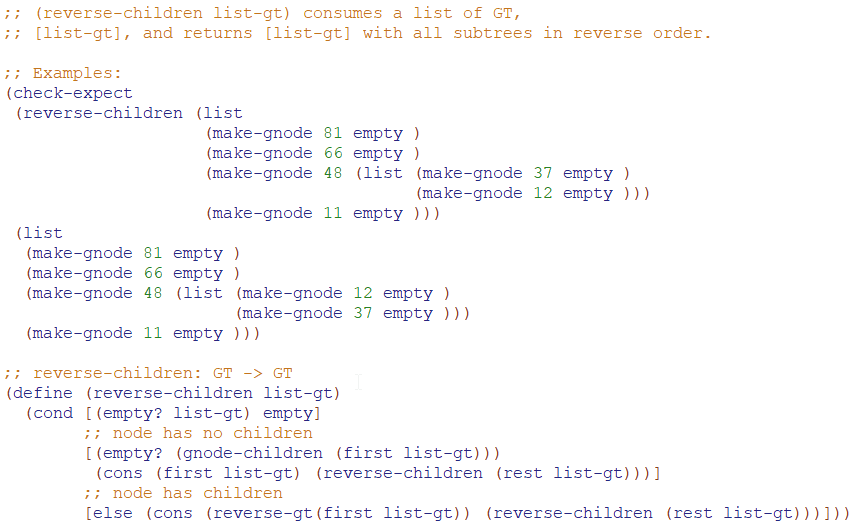 ;; (reverse-children list-gt) consumes a list of GT,
;; [list-gt], and returns [list-gt] with all subtrees in reverse order.

;; Examples:
(check-expect
 (reverse-children (list
                    (make-gnode 81 empty )
                    (make-gnode 66 empty )
                    (make-gnode 48 (list (make-gnode 37 empty )
                                         (make-gnode 12 empty )))
                    (make-gnode 11 empty )))
 (list
  (make-gnode 81 empty )
  (make-gnode 66 empty )
  (make-gnode 48 (list (make-gnode 12 empty )
                       (make-gnode 37 empty )))
  (make-gnode 11 empty )))

;; reverse-children: GT -> GT
(define (reverse-children list-gt)
  (cond [(empty? list-gt) empty]
        ;; node has no children
        [(empty? (gnode-children (first list-gt)))
         (cons (first list-gt) (reverse-children (rest list-gt)))]
        ;; node has children
        [else (cons (reverse-gt(first list-gt)) (reverse-children (rest list-gt)))]))